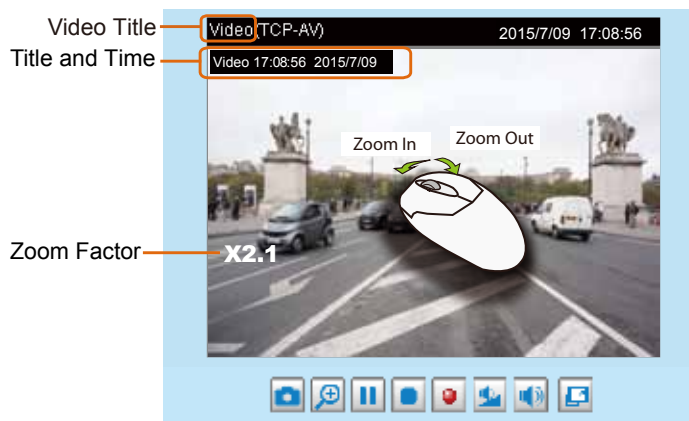 Video Title
Video(TCP-AV) 2015/7/09 17:08:56
Title and Time
Video 17:08:56 2015/7/09
Zoom In
Zoom Out
Zoom Factor
X2.1